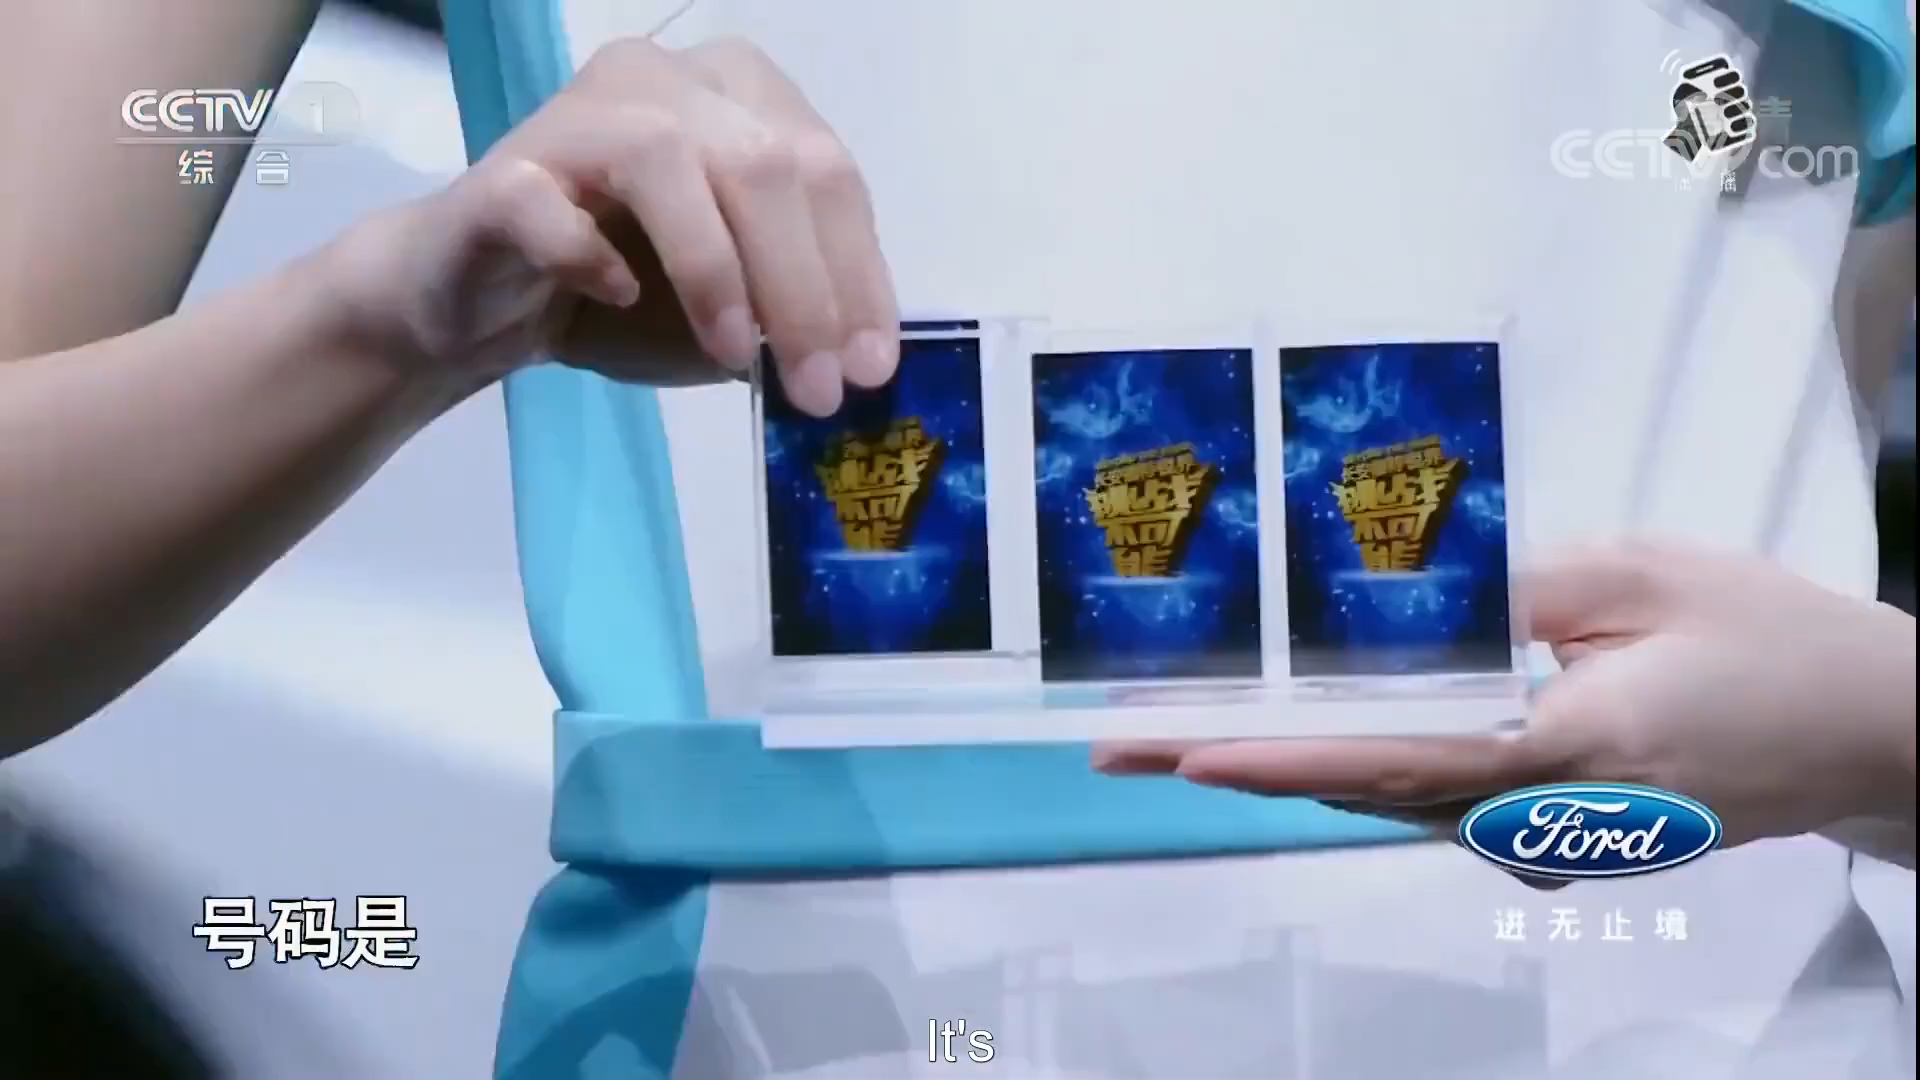 CCTV 1
综合
CCTV.com
挑战
不可
能
挑战
不可
能
挑战
不可
能
Ford
进无止境
号码是
It's